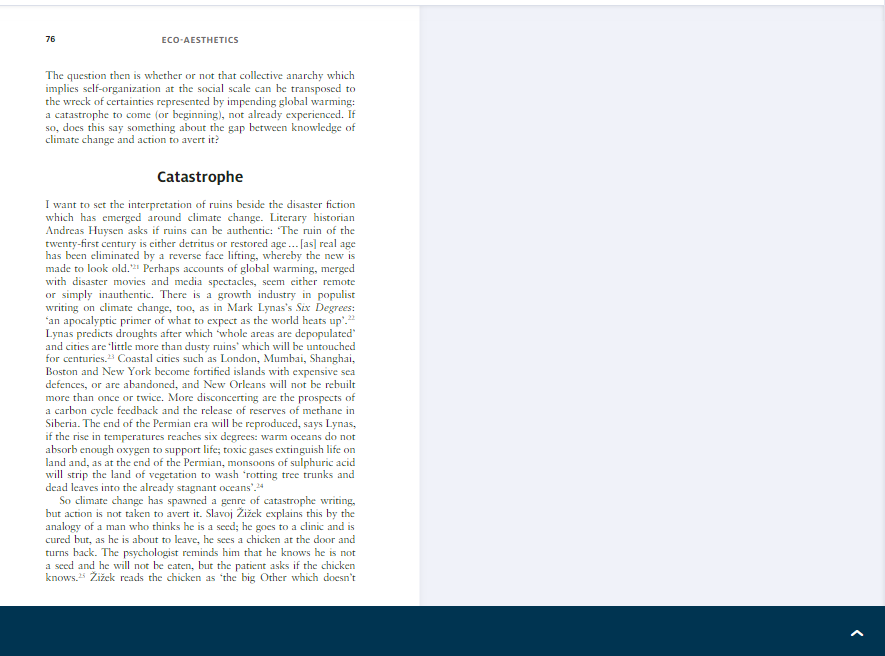 76
ECO-AESTHETICS
The question then is whether or not that collective anarchy which
implies self-organization at the social scale can be transposed to
the wreck of certainties represented by impending global warming:
a catastrophe to come (or beginning), not already experienced. If
so, does this say something about the gap between knowledge of
climate change and action to avert it?
Catastrophe
I want to set the interpretation of ruins beside the disaster fiction
which has emerged around climate change. Literary historian
Andreas Huysen asks if ruins can be authentic: ‘The ruin of the
twenty-first century is either detritus or restored age … [as] real age
has been eliminated by a reverse face lifting, whereby the new is
made to look old.’21 Perhaps accounts of global warming, merged
with disaster movies and media spectacles, seem either remote
or simply inauthentic. There is a growth industry in populist
writing on climate change, too, as in Mark Lynas’s Six Degrees:
‘an apocalyptic primer of what to expect as the world heats up’.22
Lynas predicts droughts after which ‘whole areas are depopulated’
and cities are ‘little more than dusty ruins’ which will be untouched
for centuries.23 Coastal cities such as London, Mumbai, Shanghai,
Boston and New York become fortified islands with expensive sea
defences, or are abandoned, and New Orleans will not be rebuilt
more than once or twice. More disconcerting are the prospects of
a carbon cycle feedback and the release of reserves of methane in
Siberia. The end of the Permian era will be reproduced, says Lynas,
if the rise in temperatures reaches six degrees: warm oceans do not
absorb enough oxygen to support life; toxic gases extinguish life on
land and, as at the end of the Permian, monsoons of sulphuric acid
will strip the land of vegetation to wash ‘rotting tree trunks and
dead leaves into the already stagnant oceans’.24
So climate change has spawned a genre of catastrophe writing,
but action is not taken to avert it. Slavoj Žižek explains this by the
analogy of a man who thinks he is a seed; he goes to a clinic and is
cured but, as he is about to leave, he sees a chicken at the door and
turns back. The psychologist reminds him that he knows he is not
a seed and he will not be eaten, but the patient asks if the chicken
knows.25 Žižek reads the chicken as ‘the big Other which doesn’t